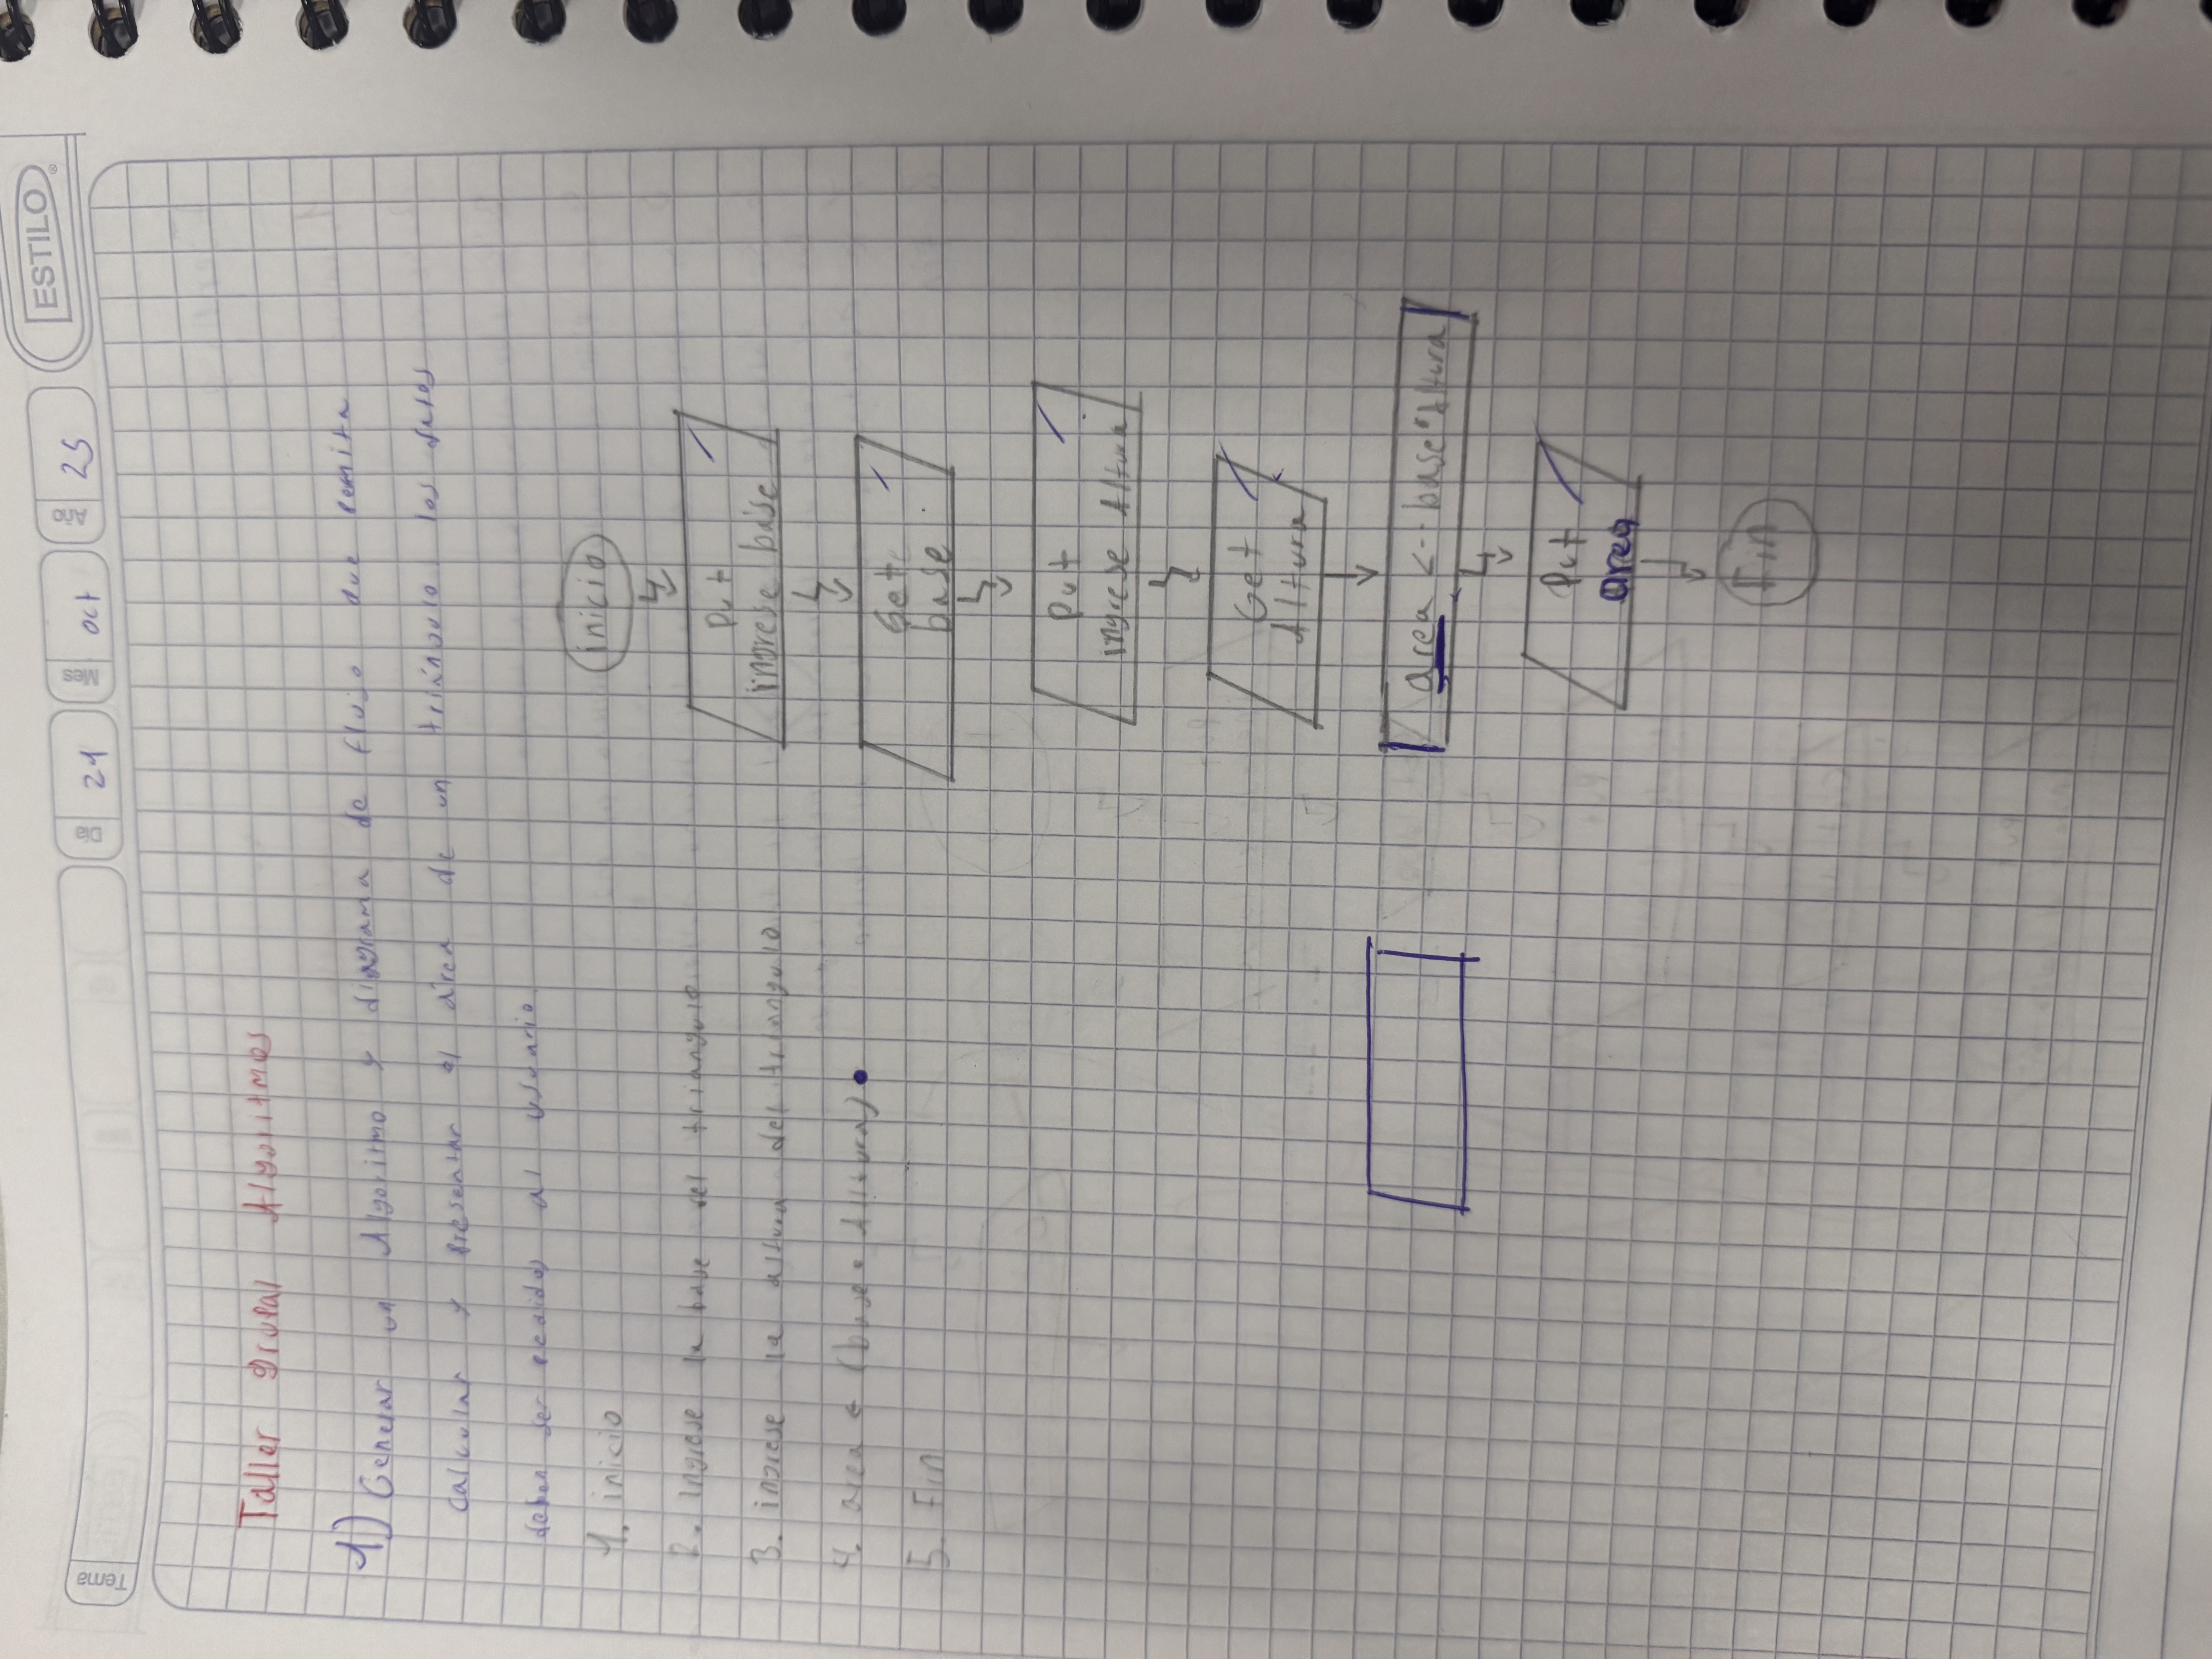 ESTILO
Tema
Día 21 Mes oct Año 25
Taller grupal Algoritmos
1) Generar un Algoritmo y diagrama de flujo que permita
calcular y presentar el área de un triángulo los datos
deben ser pedidos al usuario.
1. inicio
2. ingrese la base del triangulo
3. ingrese la altura del triangulo
4. area ← (base * Altura)
5. Fin
inicio
Put
ingrese base
Get
base
Put
ingrese Altura
Get
Altura
area <-- base * Altura
Put
area
Fin